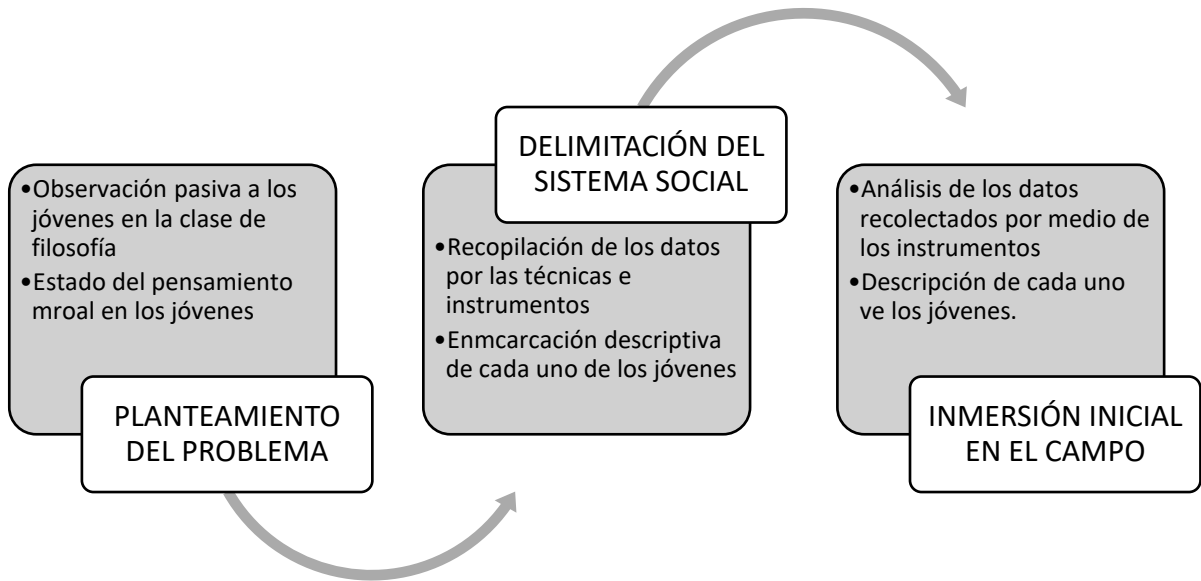 •Observación pasiva a los
jóvenes en la clase de
filosofía
•Estado del pensamiento
mroal en los jóvenes
PLANTEAMIENTO
DEL PROBLEMA
DELIMITACIÓN DEL
SISTEMA SOCIAL
•Recopilación de los datos
por las técnicas e
instrumentos
•Enmcarcación descriptiva
de cada uno de los jóvenes
•Análisis de los datos
recolectados por medio de
los instrumentos
•Descripción de cada uno
ve los jóvenes.
INMERSIÓN INICIAL
EN EL CAMPO